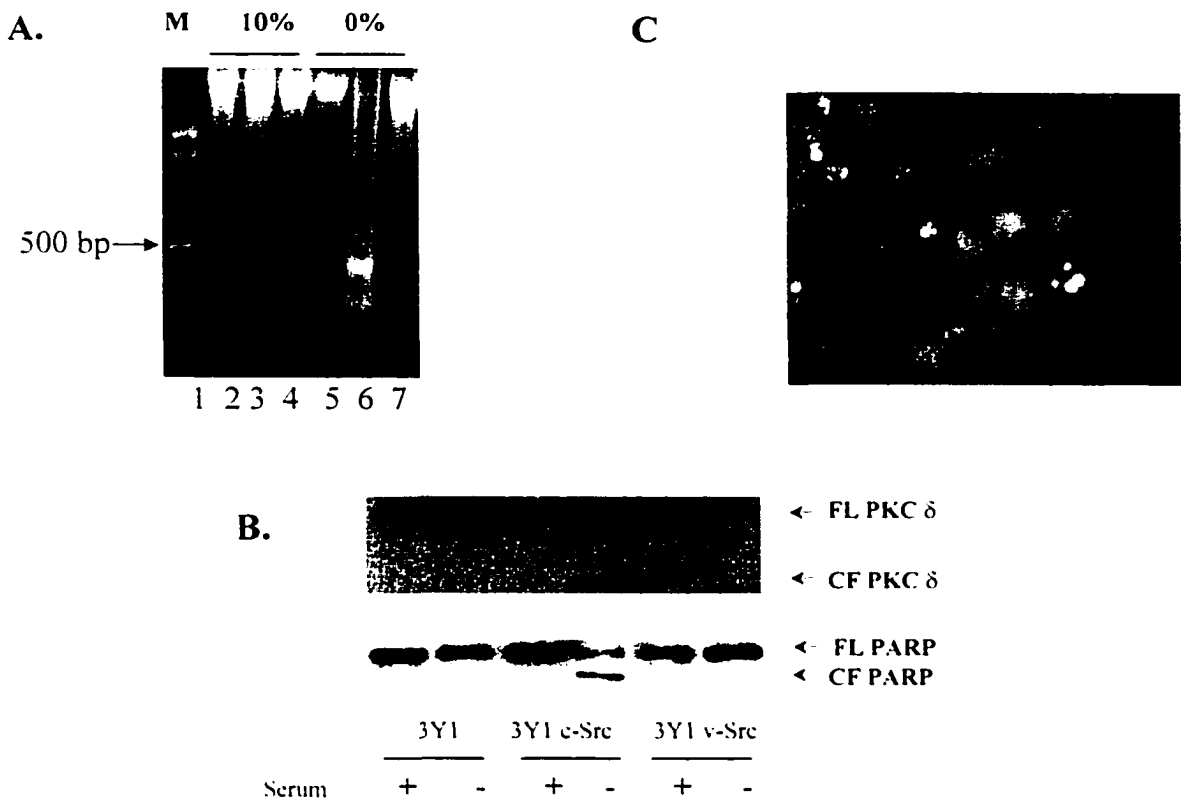 A.
M 10% 0%
500 bp
1 2 3 4 5 6 7
C
B.
FL PKC δ
CF PKC δ
FL PARP
CF PARP
3Y1 3Y1 c-Src 3Y1 v-Src
Serum + - + - + -